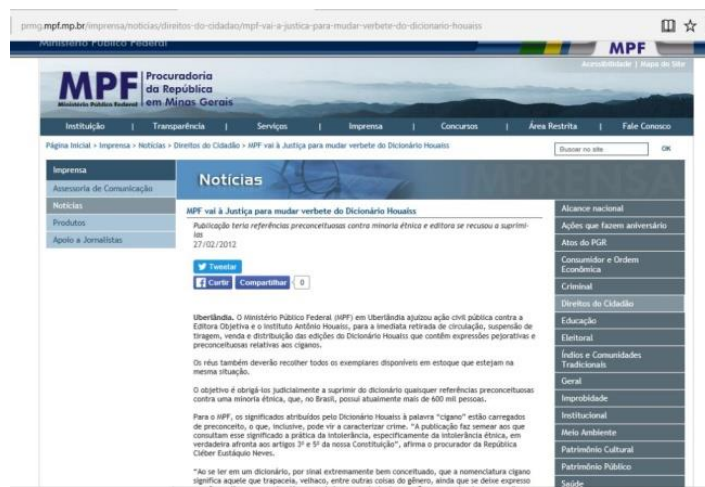 prmg.mpf.mp.br/imprensa/noticias/direitos-do-cidadao/mpf-vai-a-justica-para-mudar-verbete-do-dicionario-houaiss
Ministério Público Federal
MPF
Acessibilidade | Mapa do Site
MPF
Ministério Público Federal
Procuradoria
da República
em Minas Gerais
Instituição | Transparência | Serviços | Imprensa | Concursos | Área Restrita | Fale Conosco
Página Inicial > Imprensa > Notícias > Direitos do Cidadão > MPF vai à Justiça para mudar verbete do Dicionário Houaiss
Buscar no site OK
Imprensa
Assessoria de Comunicação
Notícias
Produtos
Apoio a Jornalistas
Notícias
IMPRENSA
MPF vai à Justiça para mudar verbete do Dicionário Houaiss
Publicação teria referências preconceituosas contra minoria étnica e editora se recusou a suprimi-
las
27/02/2012
Tweetar
Curtir Compartilhar 0
Uberlândia. O Ministério Público Federal (MPF) em Uberlândia ajuizou ação civil pública contra a
Editora Objetiva e o Instituto Antônio Houaiss, para a imediata retirada de circulação, suspensão de
tiragem, venda e distribuição das edições do Dicionário Houaiss que contêm expressões pejorativas e
preconceituosas relativas aos ciganos.
Os réus também deverão recolher todos os exemplares disponíveis em estoque que estejam na
mesma situação.
O objetivo é obrigá-los judicialmente a suprimir do dicionário quaisquer referências preconceituosas
contra uma minoria étnica, que, no Brasil, possui atualmente mais de 600 mil pessoas.
Para o MPF, os significados atribuídos pelo Dicionário Houaiss à palavra "cigano" estão carregados
de preconceito, o que, inclusive, pode vir a caracterizar crime. "A publicação faz semear aos que
consultam esse significado a prática da intolerância, especificamente da intolerância étnica, em
verdadeira afronta aos artigos 3º e 5º da nossa Constituição", afirma o procurador da República
Cléber Eustáquio Neves.
"Ao se ler em um dicionário, por sinal extremamente bem conceituado, que a nomenclatura cigano
significa aquele que trapaceia, velhaco, entre outras coisas do gênero, ainda que se deixe expresso
Alcance nacional
Ações que fazem aniversário
Atos do PGR
Consumidor e Ordem
Econômica
Criminal
Direitos do Cidadão
Educação
Eleitoral
Índios e Comunidades
Tradicionais
Geral
Improbidade
Institucional
Meio Ambiente
Patrimônio Cultural
Patrimônio Público
Saúde